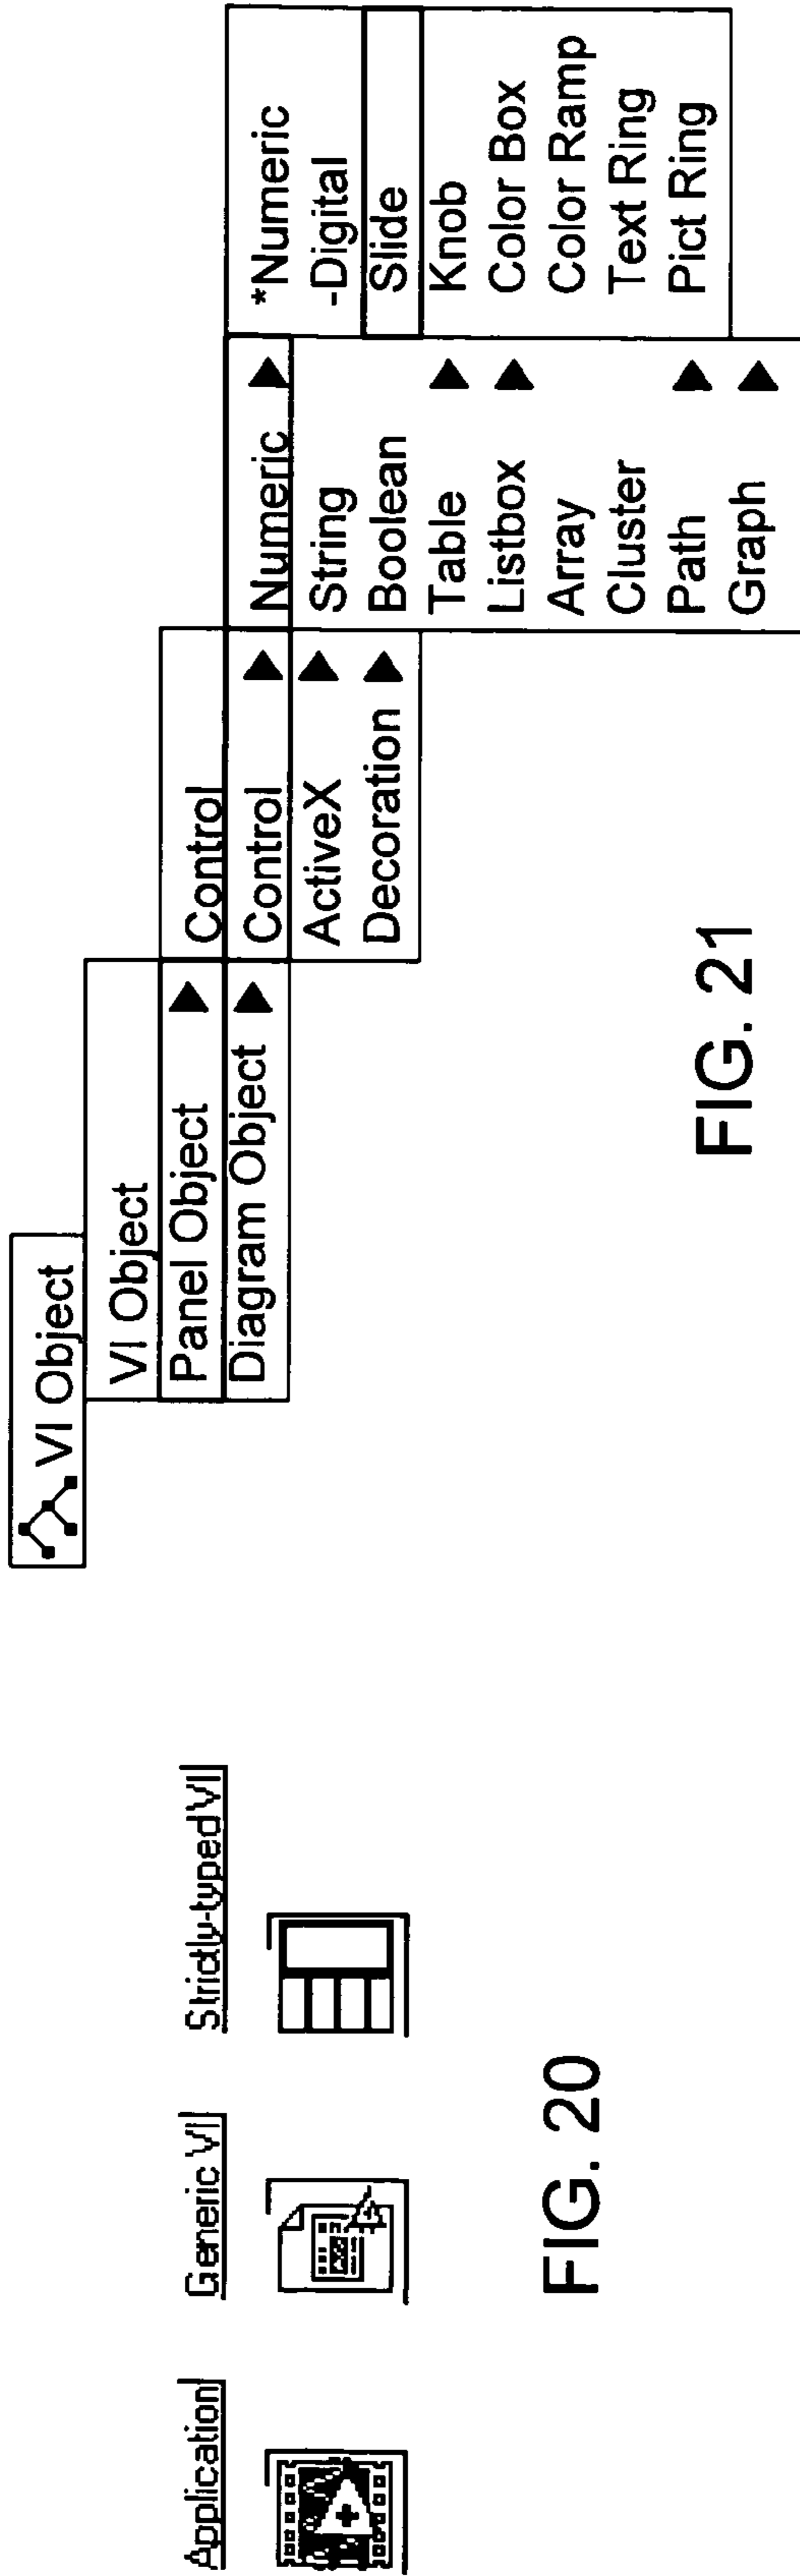 Application
Generic VI
Strictly-typed VI
FIG. 20
VI Object
VI Object
Panel Object
Diagram Object
Control
Control
ActiveX
Decoration
Numeric
String
Boolean
Table
Listbox
Array
Cluster
Path
Graph
*Numeric
-Digital
Slide
Knob
Color Box
Color Ramp
Text Ring
Pict Ring
FIG. 21